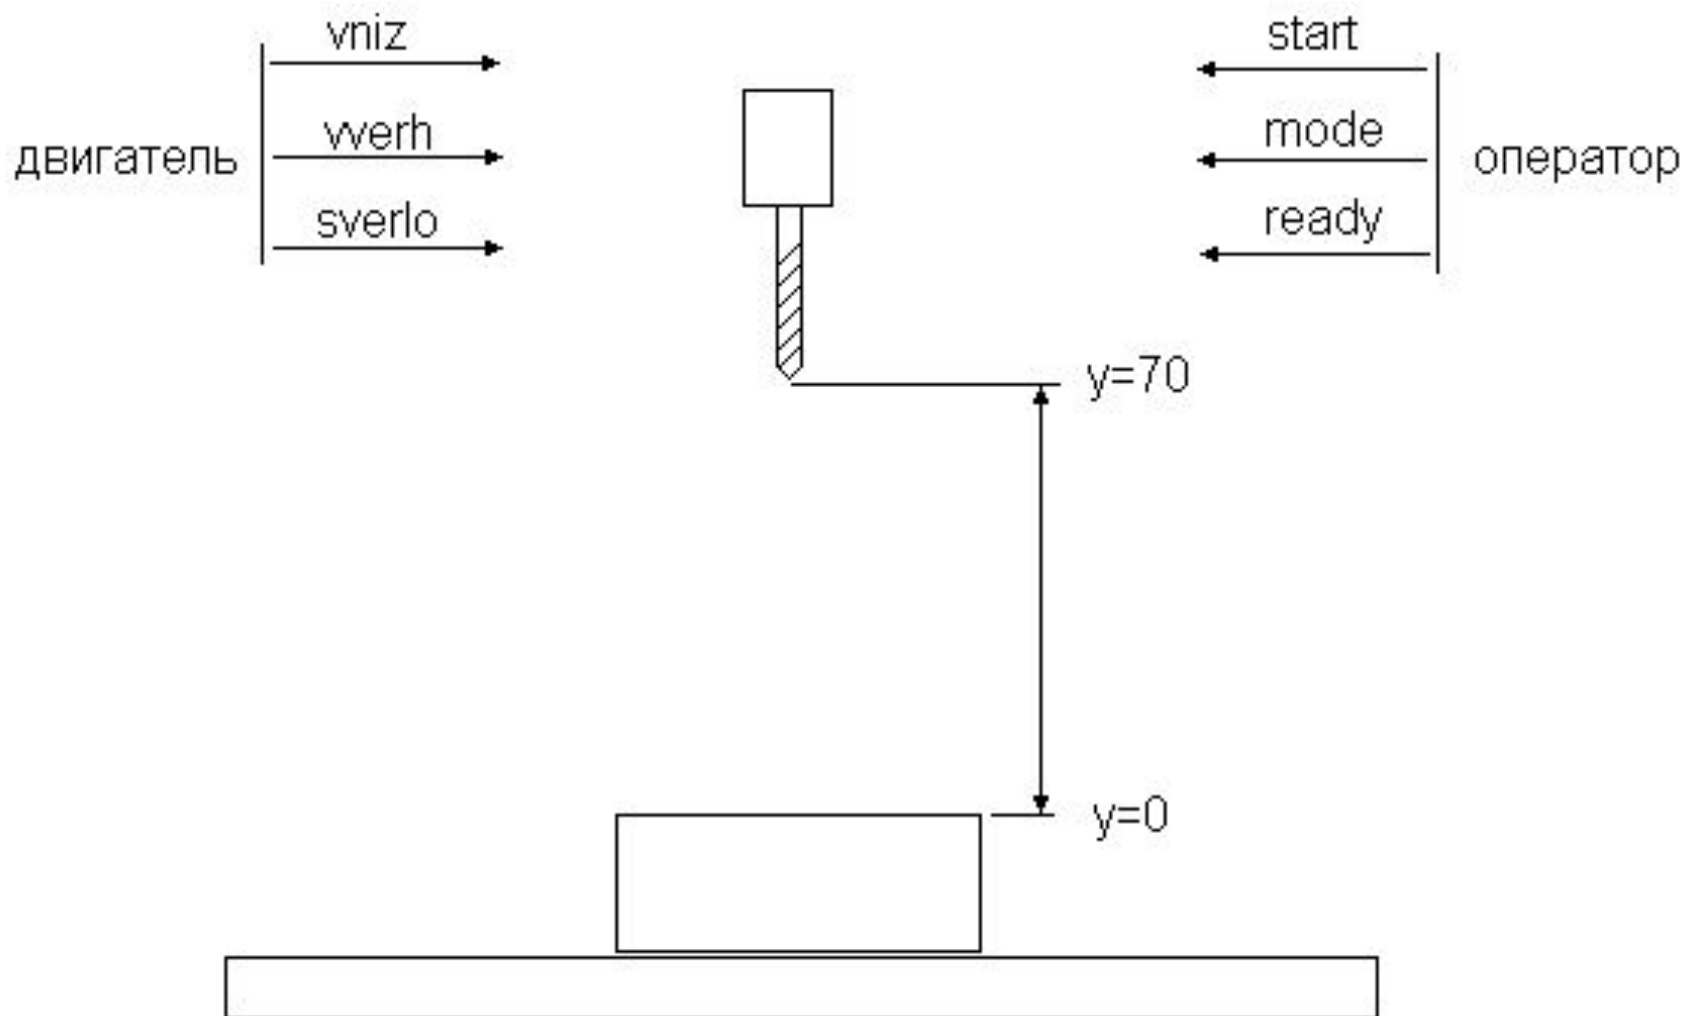 vniz
vverh
sverlo
двигатель
start
mode
ready
оператор
y=70
y=0